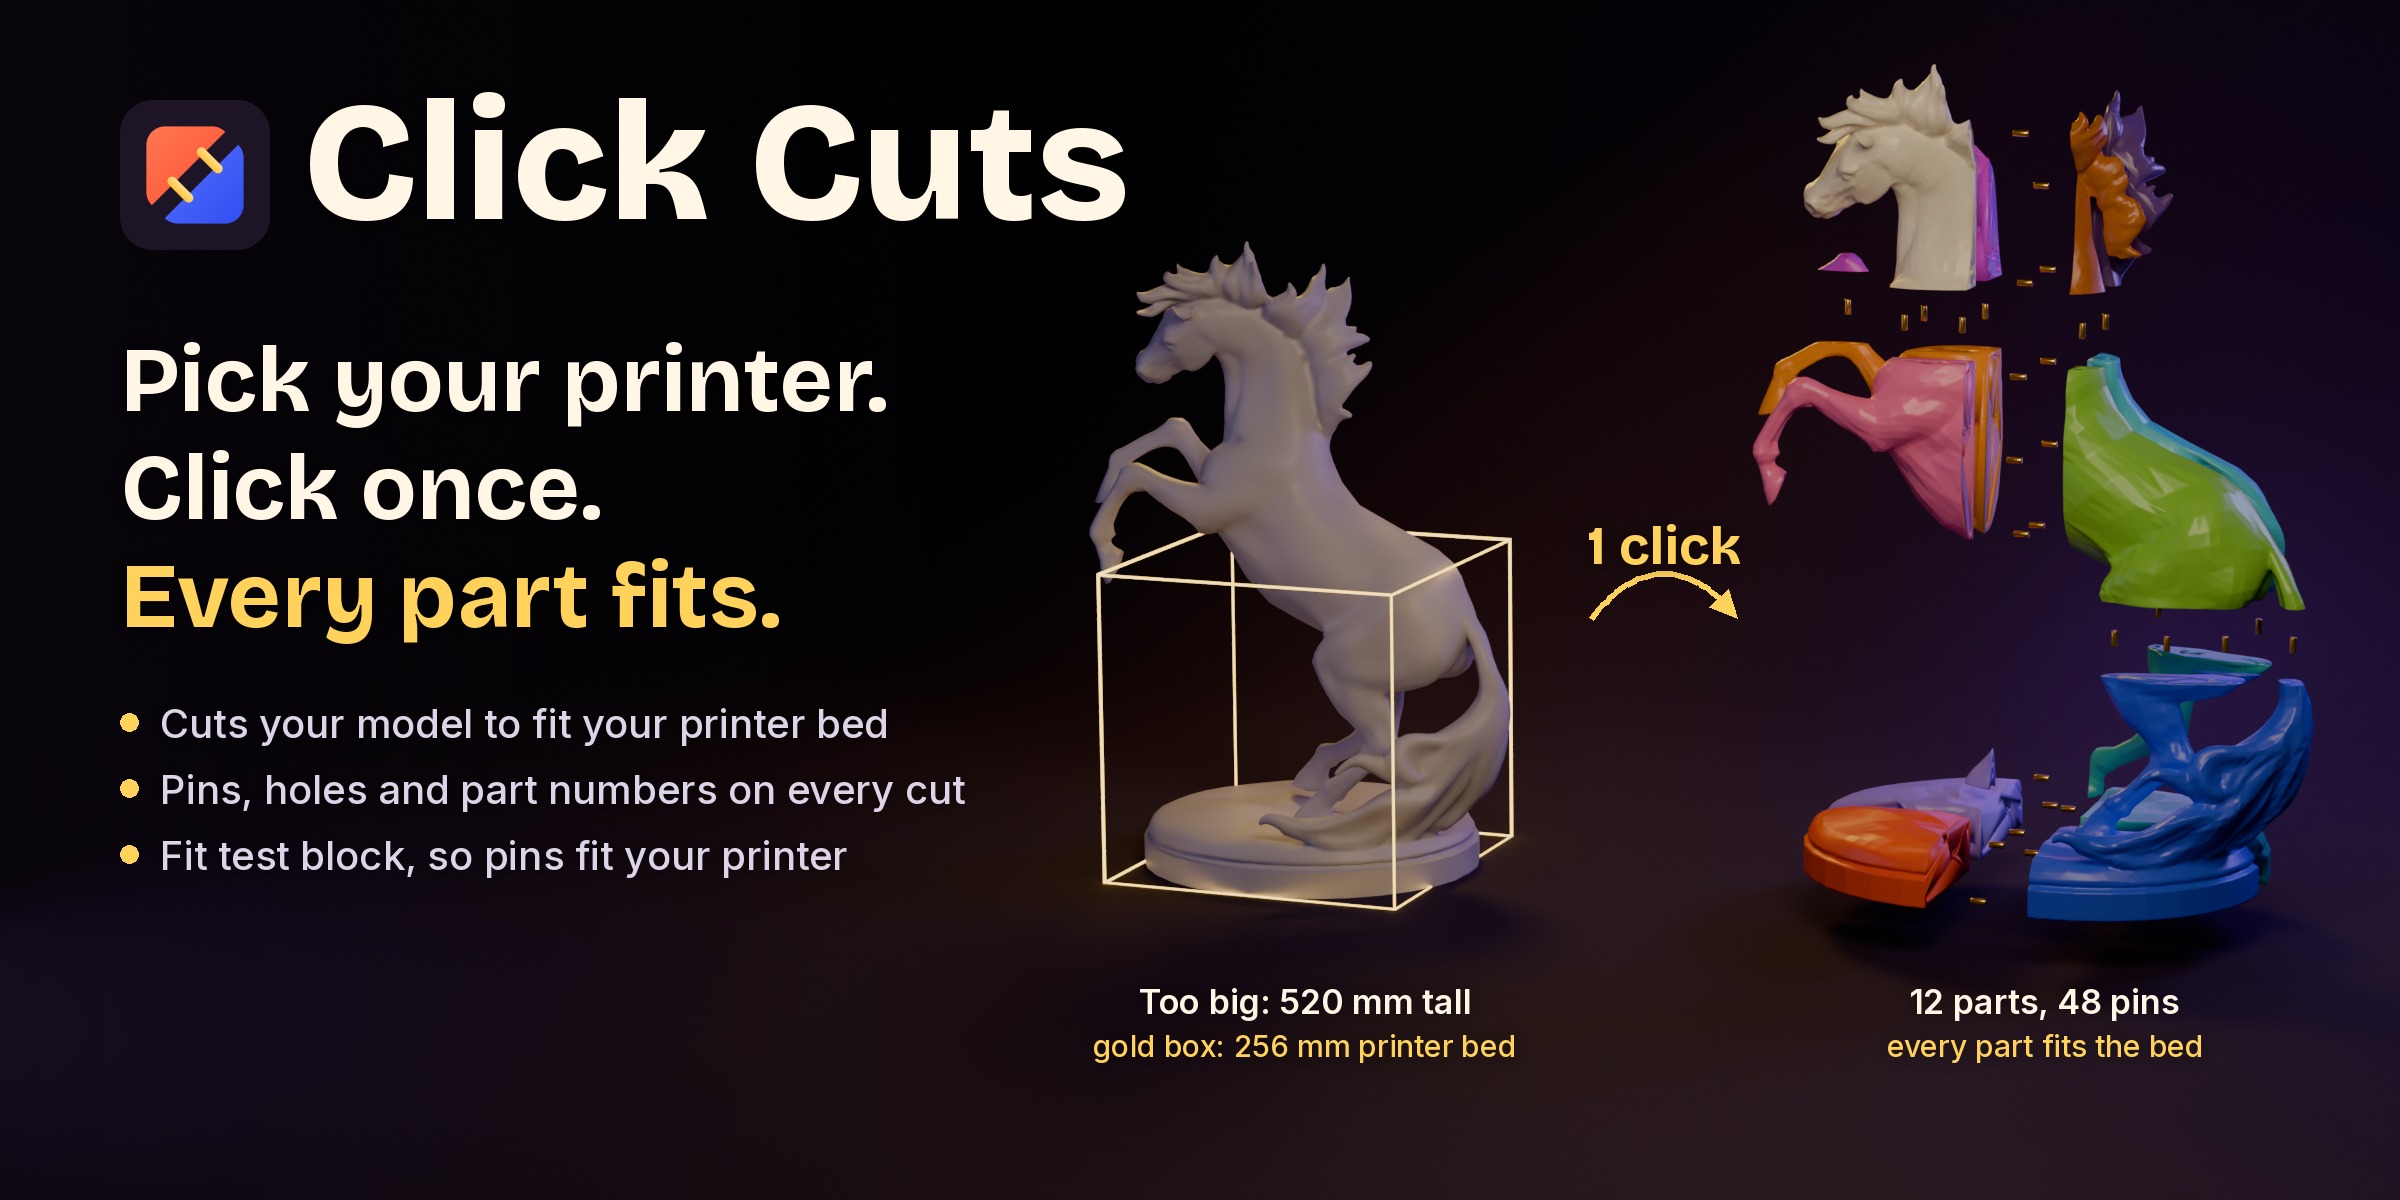 Click Cuts
Pick your printer.
Click once.
Every part fits.
Cuts your model to fit your printer bed
Pins, holes and part numbers on every cut
Fit test block, so pins fit your printer
1 click
Too big: 520 mm tall
gold box: 256 mm printer bed
12 parts, 48 pins
every part fits the bed